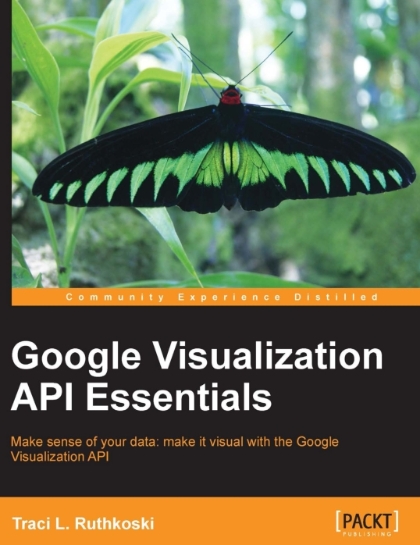 Community Experience Distilled
Google Visualization
API Essentials
Make sense of your data: make it visual with the Google
Visualization API
Traci L. Ruthkoski
[PACKT]
PUBLISHING